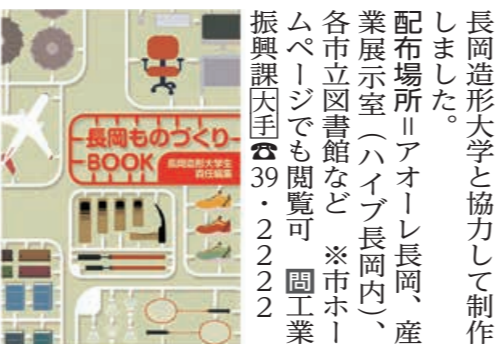 長岡造形大学と協力して制作
しました。
配布場所＝アオーレ長岡、産
業展示室（ハイブ長岡内）、
各市立図書館など　※市ホー
ムページでも閲覧可　問工業
振興課大手☎39・2222
長岡ものづくり
BOOK
長岡造形大学生
責任編集